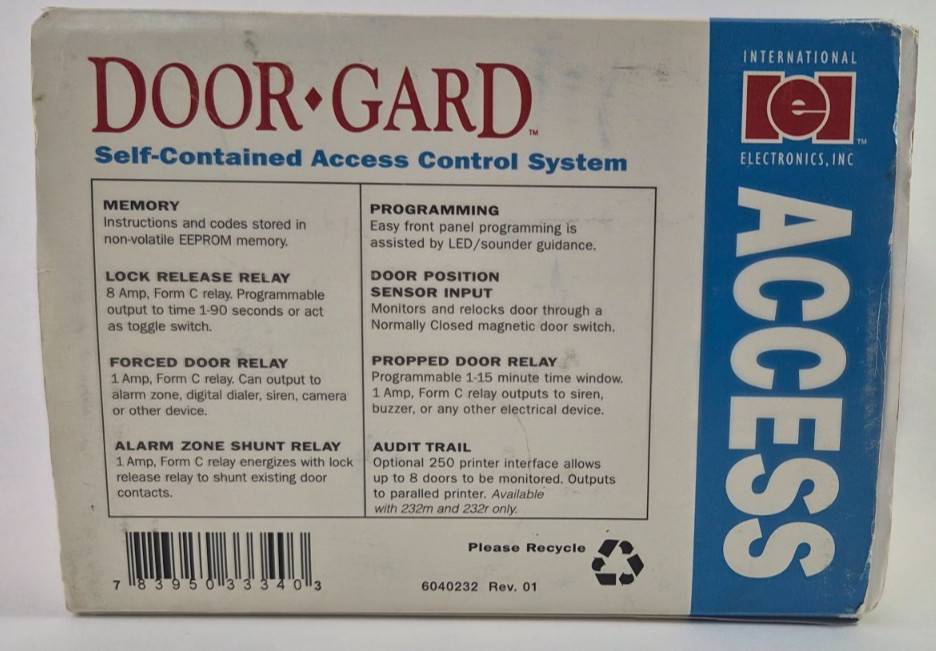 DOOR♦GARD™
Self-Contained Access Control System
MEMORY
Instructions and codes stored in
non-volatile EEPROM memory.
LOCK RELEASE RELAY
8 Amp, Form C relay. Programmable
output to time 1-90 seconds or act
as toggle switch.
FORCED DOOR RELAY
1 Amp, Form C relay. Can output to
alarm zone, digital dialer, siren, camera
or other device.
ALARM ZONE SHUNT RELAY
1 Amp, Form C relay energizes with lock
release relay to shunt existing door
contacts.
PROGRAMMING
Easy front panel programming is
assisted by LED/sounder guidance.
DOOR POSITION
SENSOR INPUT
Monitors and relocks door through a
Normally Closed magnetic door switch.
PROPPED DOOR RELAY
Programmable 1-15 minute time window.
1 Amp, Form C relay outputs to siren,
buzzer, or any other electrical device.
AUDIT TRAIL
Optional 250 printer interface allows
up to 8 doors to be monitored. Outputs
to paralled printer. Available
with 232m and 232r only.
7 83950 33340 3
Please Recycle
6040232 Rev. 01
INTERNATIONAL
iei™
ELECTRONICS, INC
ACCESS